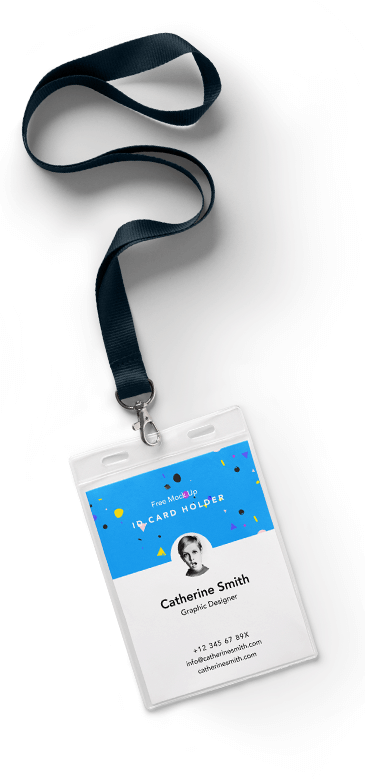 Free Mock Up
ID CARD HOLDER
Catherine Smith
Graphic Designer
+12 345 67 89X
info@catherinesmith.com
catherinesmith.com